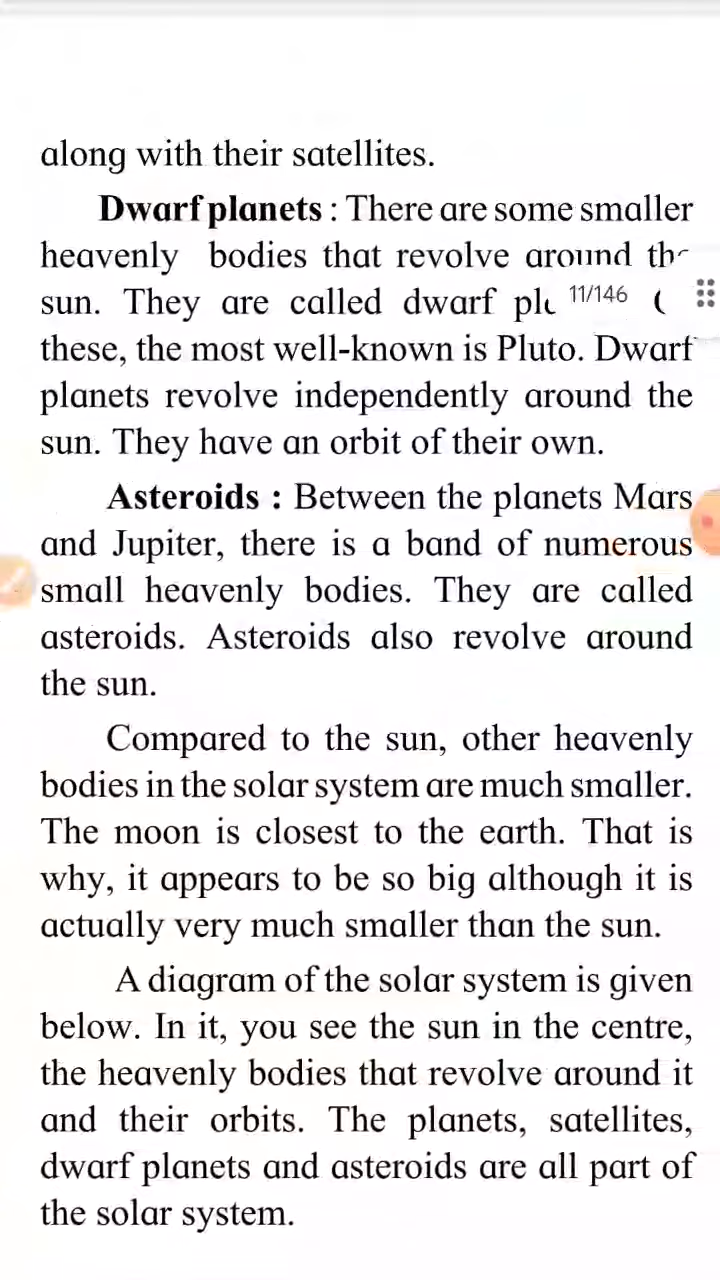 along with their satellites.
Dwarf planets : There are some smaller
heavenly bodies that revolve around
sun. They are called dwarf 11/146
these, the most well-known is Pluto. Dwarf
planets revolve independently around the
sun. They have an orbit of their own.
Asteroids : Between the planets Mars
and Jupiter, there is a band of numerous
small heavenly bodies. They are called
asteroids. Asteroids also revolve around
the sun.
Compared to the sun, other heavenly
bodies in the solar system are much smaller.
The moon is closest to the earth. That is
why, it appears to be so big although it is
actually very much smaller than the sun.
A diagram of the solar system is given
below. In it, you see the sun in the centre,
the heavenly bodies that revolve around it
and their orbits. The planets, satellites,
dwarf planets and asteroids are all part of
the solar system.